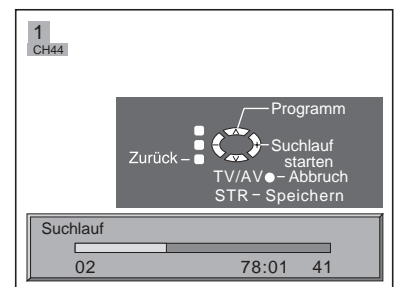 1
CH44
Programm
Suchlauf
starten
Zurück –
TV/AV●– Abbruch
STR – Speichern
Suchlauf
02 78:01 41